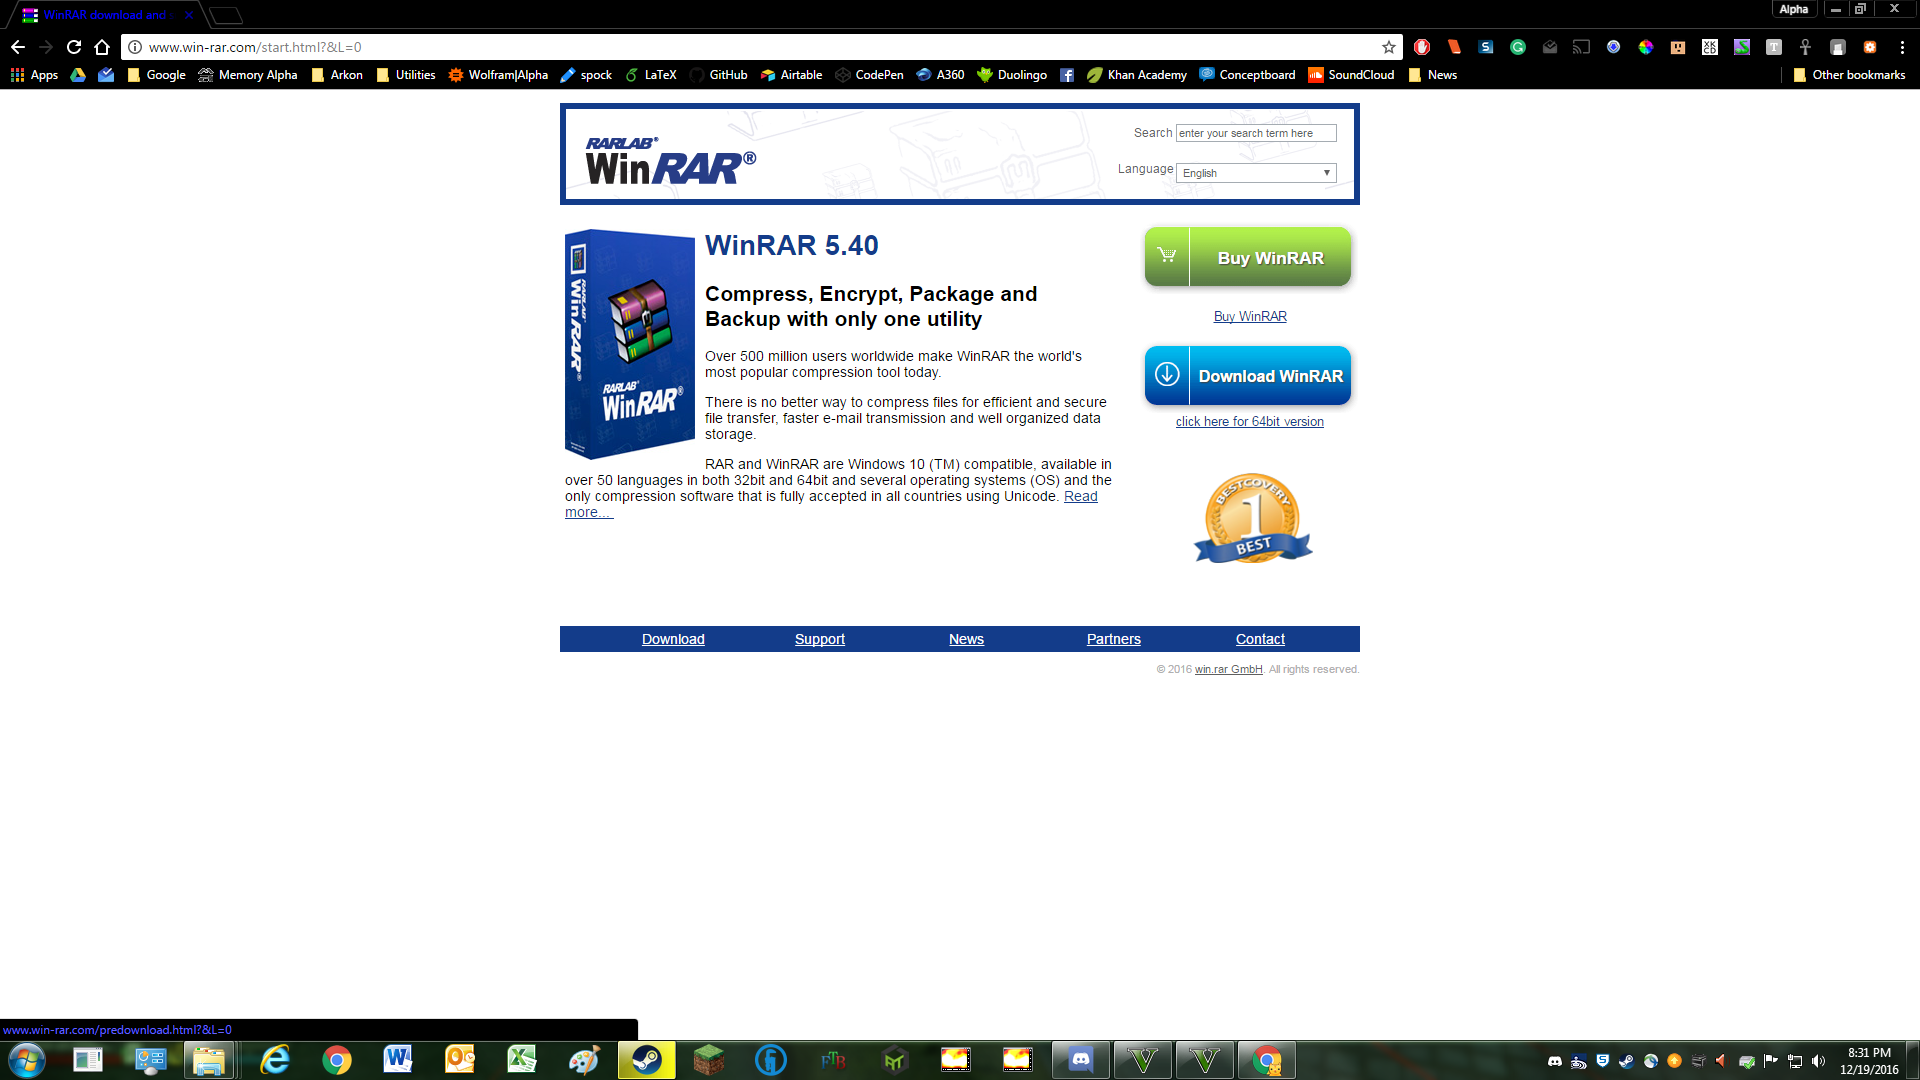 WinRAR download and s
Alpha
www.win-rar.com/start.html?&L=0
Apps
Google
Memory Alpha
Arkon
Utilities
Wolfram|Alpha
spock
LaTeX
GitHub
Airtable
CodePen
A360
Duolingo
Khan Academy
Conceptboard
SoundCloud
News
Other bookmarks
RARLAB®
WinRAR®
Search
enter your search term here
Language
English
RARLAB
WinRAR®
RARLAB®
WinRAR®
WinRAR 5.40
Compress, Encrypt, Package and
Backup with only one utility
Over 500 million users worldwide make WinRAR the world's
most popular compression tool today.
There is no better way to compress files for efficient and secure
file transfer, faster e-mail transmission and well organized data
storage.
RAR and WinRAR are Windows 10 (TM) compatible, available in
over 50 languages in both 32bit and 64bit and several operating systems (OS) and the
only compression software that is fully accepted in all countries using Unicode. Read
more...
Buy WinRAR
Buy WinRAR
Download WinRAR
click here for 64bit version
BESTCOVERY
1
BEST
Download
Support
News
Partners
Contact
© 2016 win.rar GmbH. All rights reserved.
www.win-rar.com/predownload.html?&L=0
FTB
8:31 PM
12/19/2016